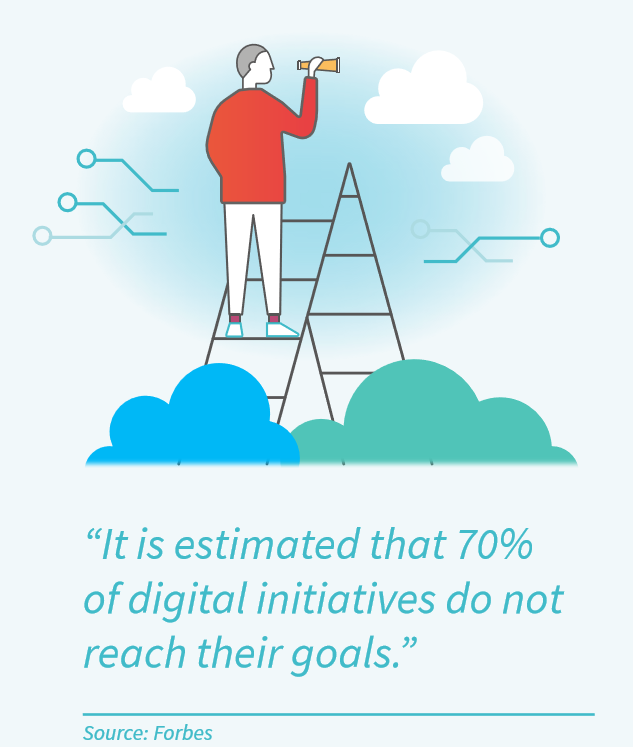 “It is estimated that 70%
of digital initiatives do not
reach their goals.”
Source: Forbes